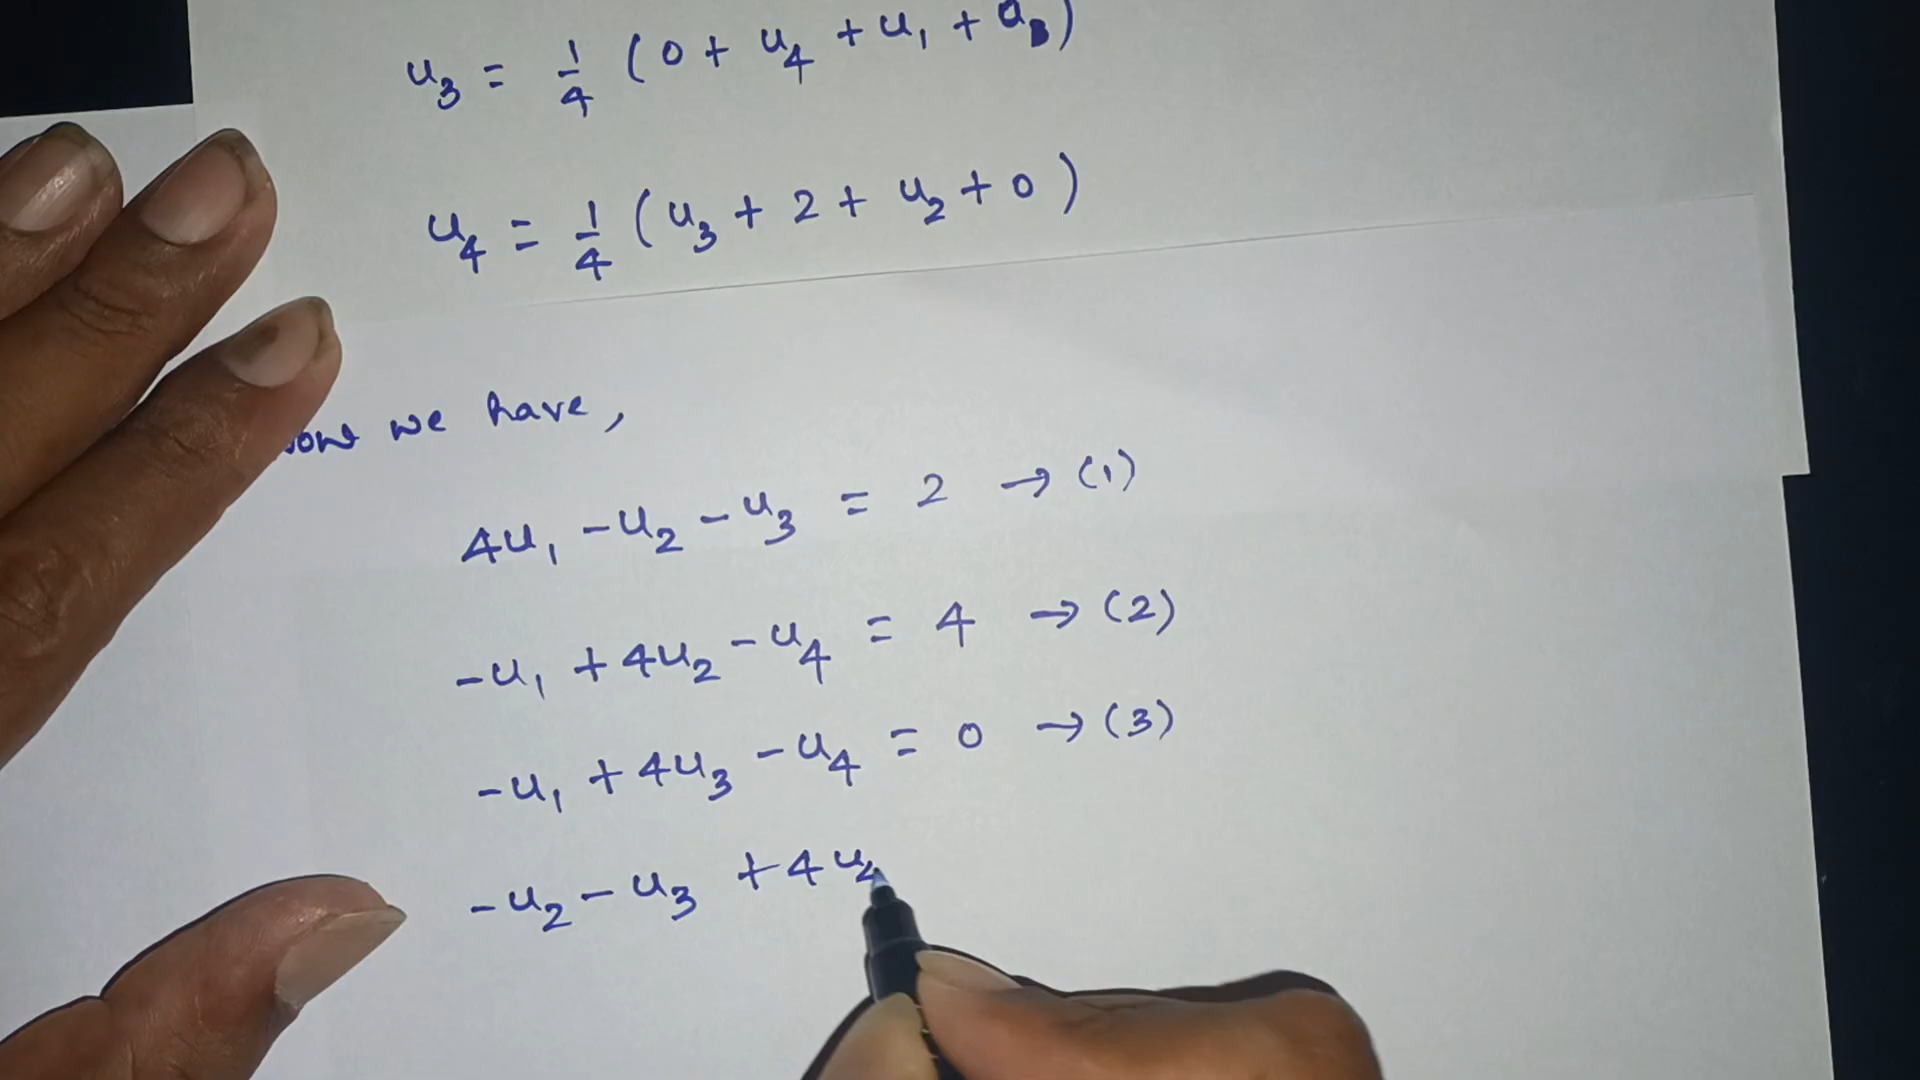 u₃ = 1/4 (0 + u₄ + u₁ + 0)
u₄ = 1/4 (u₃ + 2 + u₂ + 0)
we have,
4u₁ - u₂ - u₃ = 2 → (1)
-u₁ + 4u₂ - u₄ = 4 → (2)
-u₁ + 4u₃ - u₄ = 0 → (3)
-u₂ - u₃ + 4u₄